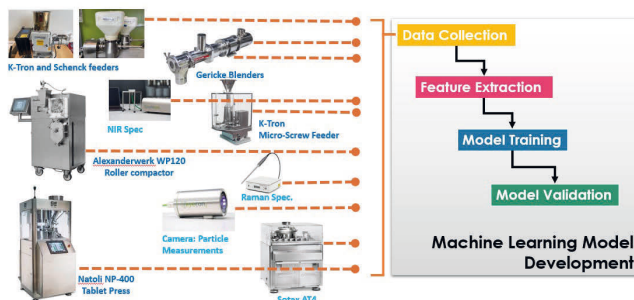 K-Tron and Schenck feeders
Gericke Blenders
NIR Spec
K-Tron
Micro-Screw Feeder
Alexanderwerk WP120
Roller compactor
Raman Spec.
Camera: Particle
Measurements
Natoli NP-400
Tablet Press
Sotax AT4
Data Collection
Feature Extraction
Model Training
Model Validation
Machine Learning Model
Development